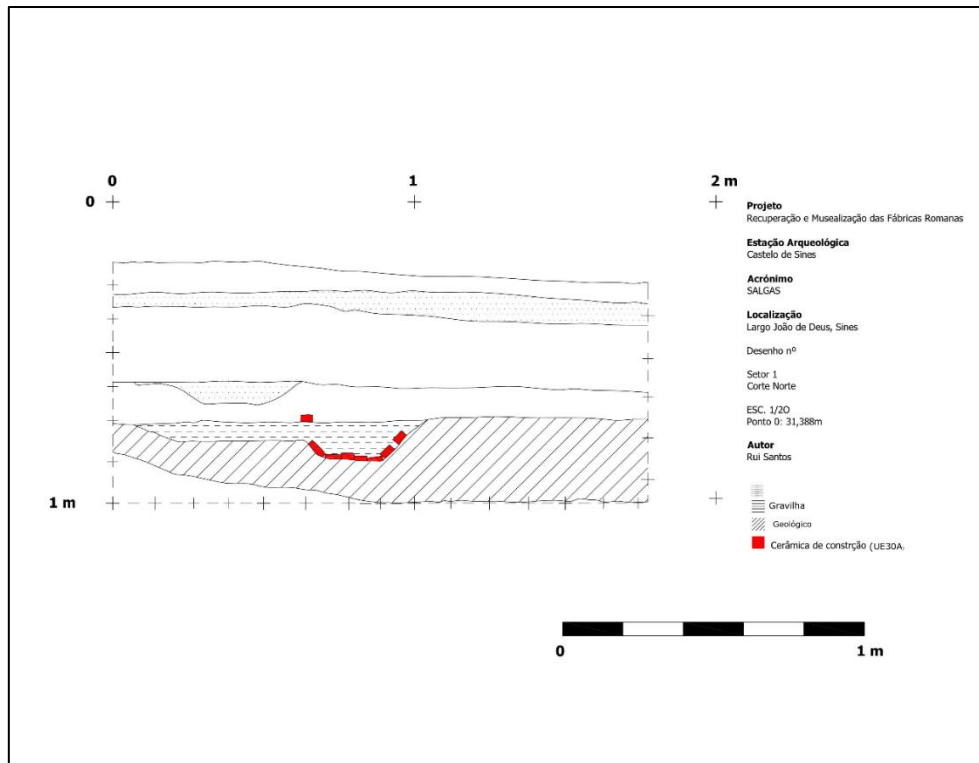 0 1 2 m
0
1 m
Projeto
Recuperação e Musealização das Fábricas Romanas
Estação Arqueológica
Castelo de Sines
Acrónimo
SALGAS
Localização
Largo João de Deus, Sines
Desenho nº
Setor 1
Corte Norte
ESC. 1/2O
Ponto 0: 31,388m
Autor
Rui Santos
Gravilha
Geológico
Cerâmica de constrção (UE30A,
0 1 m